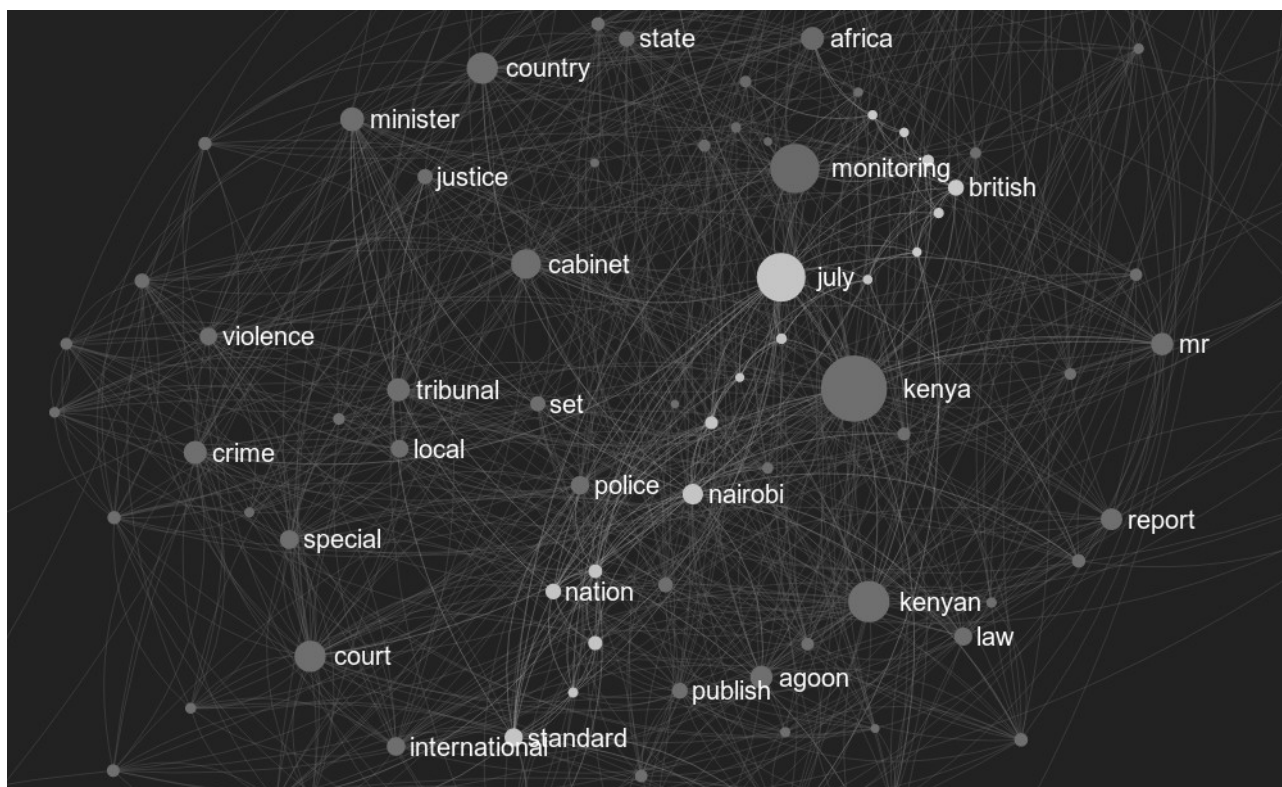 state
africa
country
minister
monitoring
justice
british
cabinet
july
violence
mr
tribunal
kenya
set
crime
local
police
nairobi
report
special
nation
kenyan
law
court
agoon
publish
international
standard